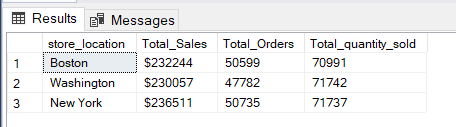 Results Messages
store_location Total_Sales Total_Orders Total_quantity_sold
1 Boston $232244 50599 70991
2 Washington $230057 47782 71742
3 New York $236511 50735 71737